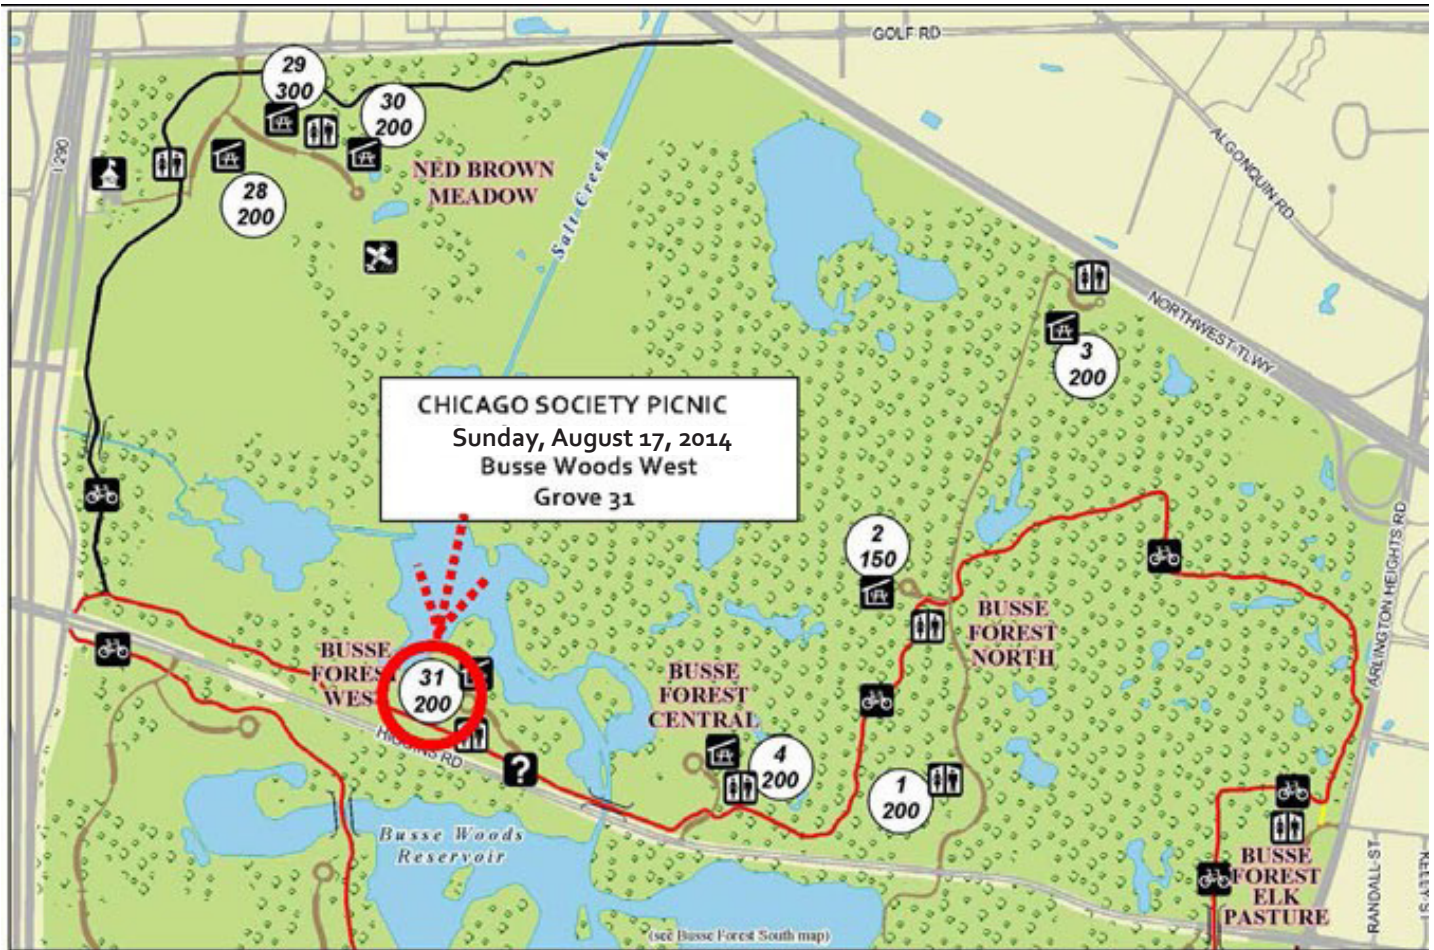 GOLF RD
29
300
30
200
I 290
ALGONQUIN RD
NED BROWN
MEADOW
28
200
Salt Creek
NORTHWEST TLWY
3
200
CHICAGO SOCIETY PICNIC
Sunday, August 17, 2014
Busse Woods West
Grove 31
2
150
ARLINGTON HEIGHTS RD
BUSSE
FOREST
NORTH
BUSSE
FOREST
WEST
31
200
BUSSE
FOREST
CENTRAL
HIGGINS RD
?
4
200
1
200
Busse Woods
Reservoir
BUSSE
FOREST
ELK
PASTURE
RANDALL ST
KELLY S
(see Busse Forest South map)